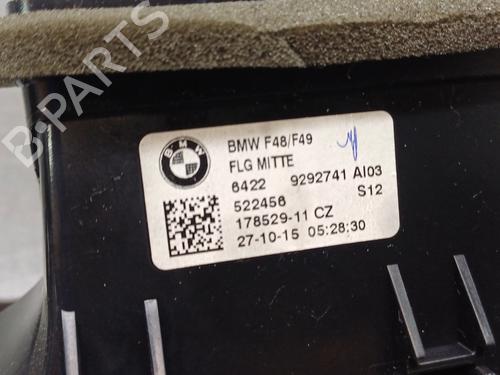 BMW
BMW F48/F49
FLG MITTE
6422 9292741 AI03
522456 S12
178529-11 CZ
27-10-15 05:28:30
B-PARTS